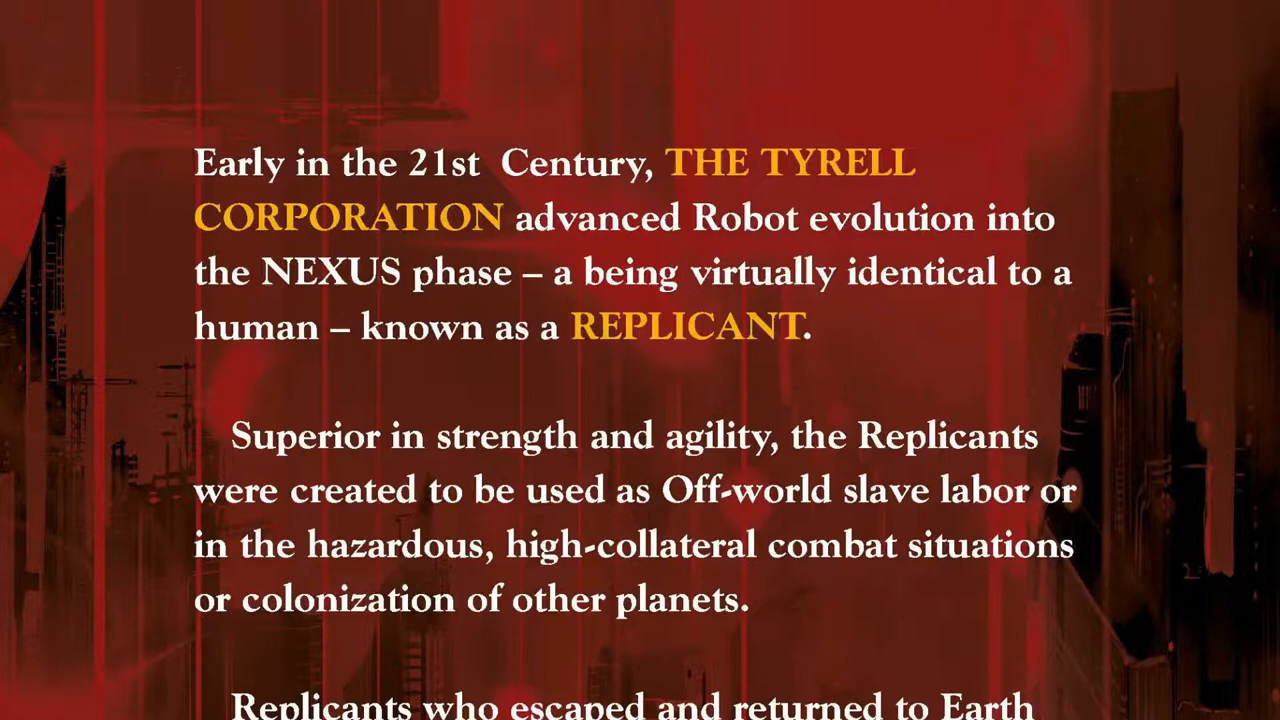 Early in the 21st  Century, THE TYRELL
CORPORATION advanced Robot evolution into
the NEXUS phase – a being virtually identical to a
human – known as a REPLICANT.
Superior in strength and agility, the Replicants
were created to be used as Off-world slave labor or
in the hazardous, high-collateral combat situations
or colonization of other planets.
Replicants who escaped and returned to Earth